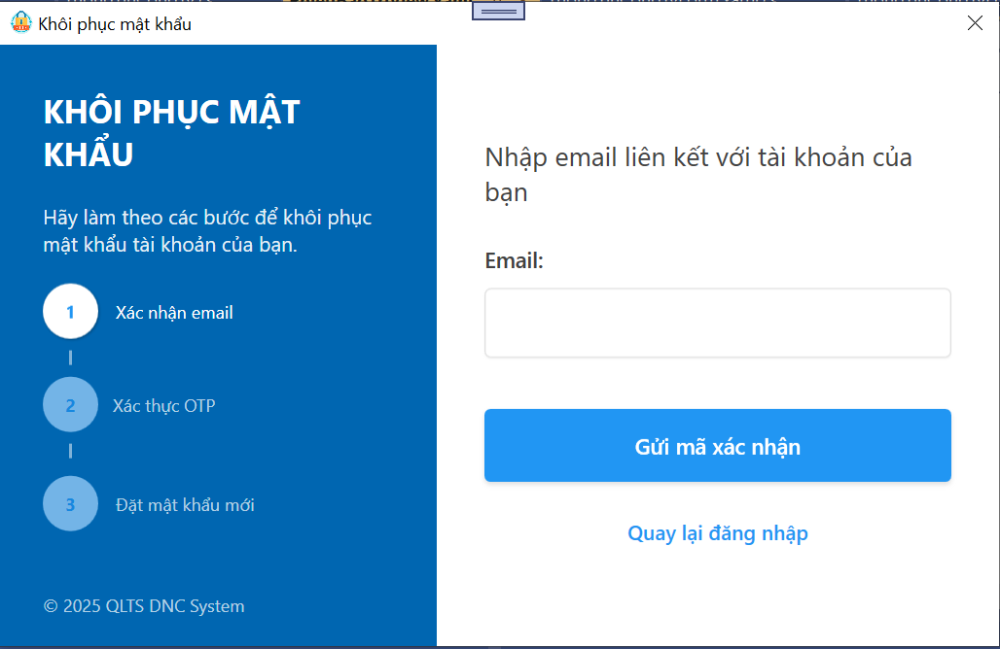 Khôi phục mật khẩu
KHÔI PHỤC MẬT
KHẨU
Hãy làm theo các bước để khôi phục
mật khẩu tài khoản của bạn.
1
Xác nhận email
2
Xác thực OTP
3
Đặt mật khẩu mới
© 2025 QLTS DNC System
Nhập email liên kết với tài khoản của
bạn
Email:
Gửi mã xác nhận
Quay lại đăng nhập